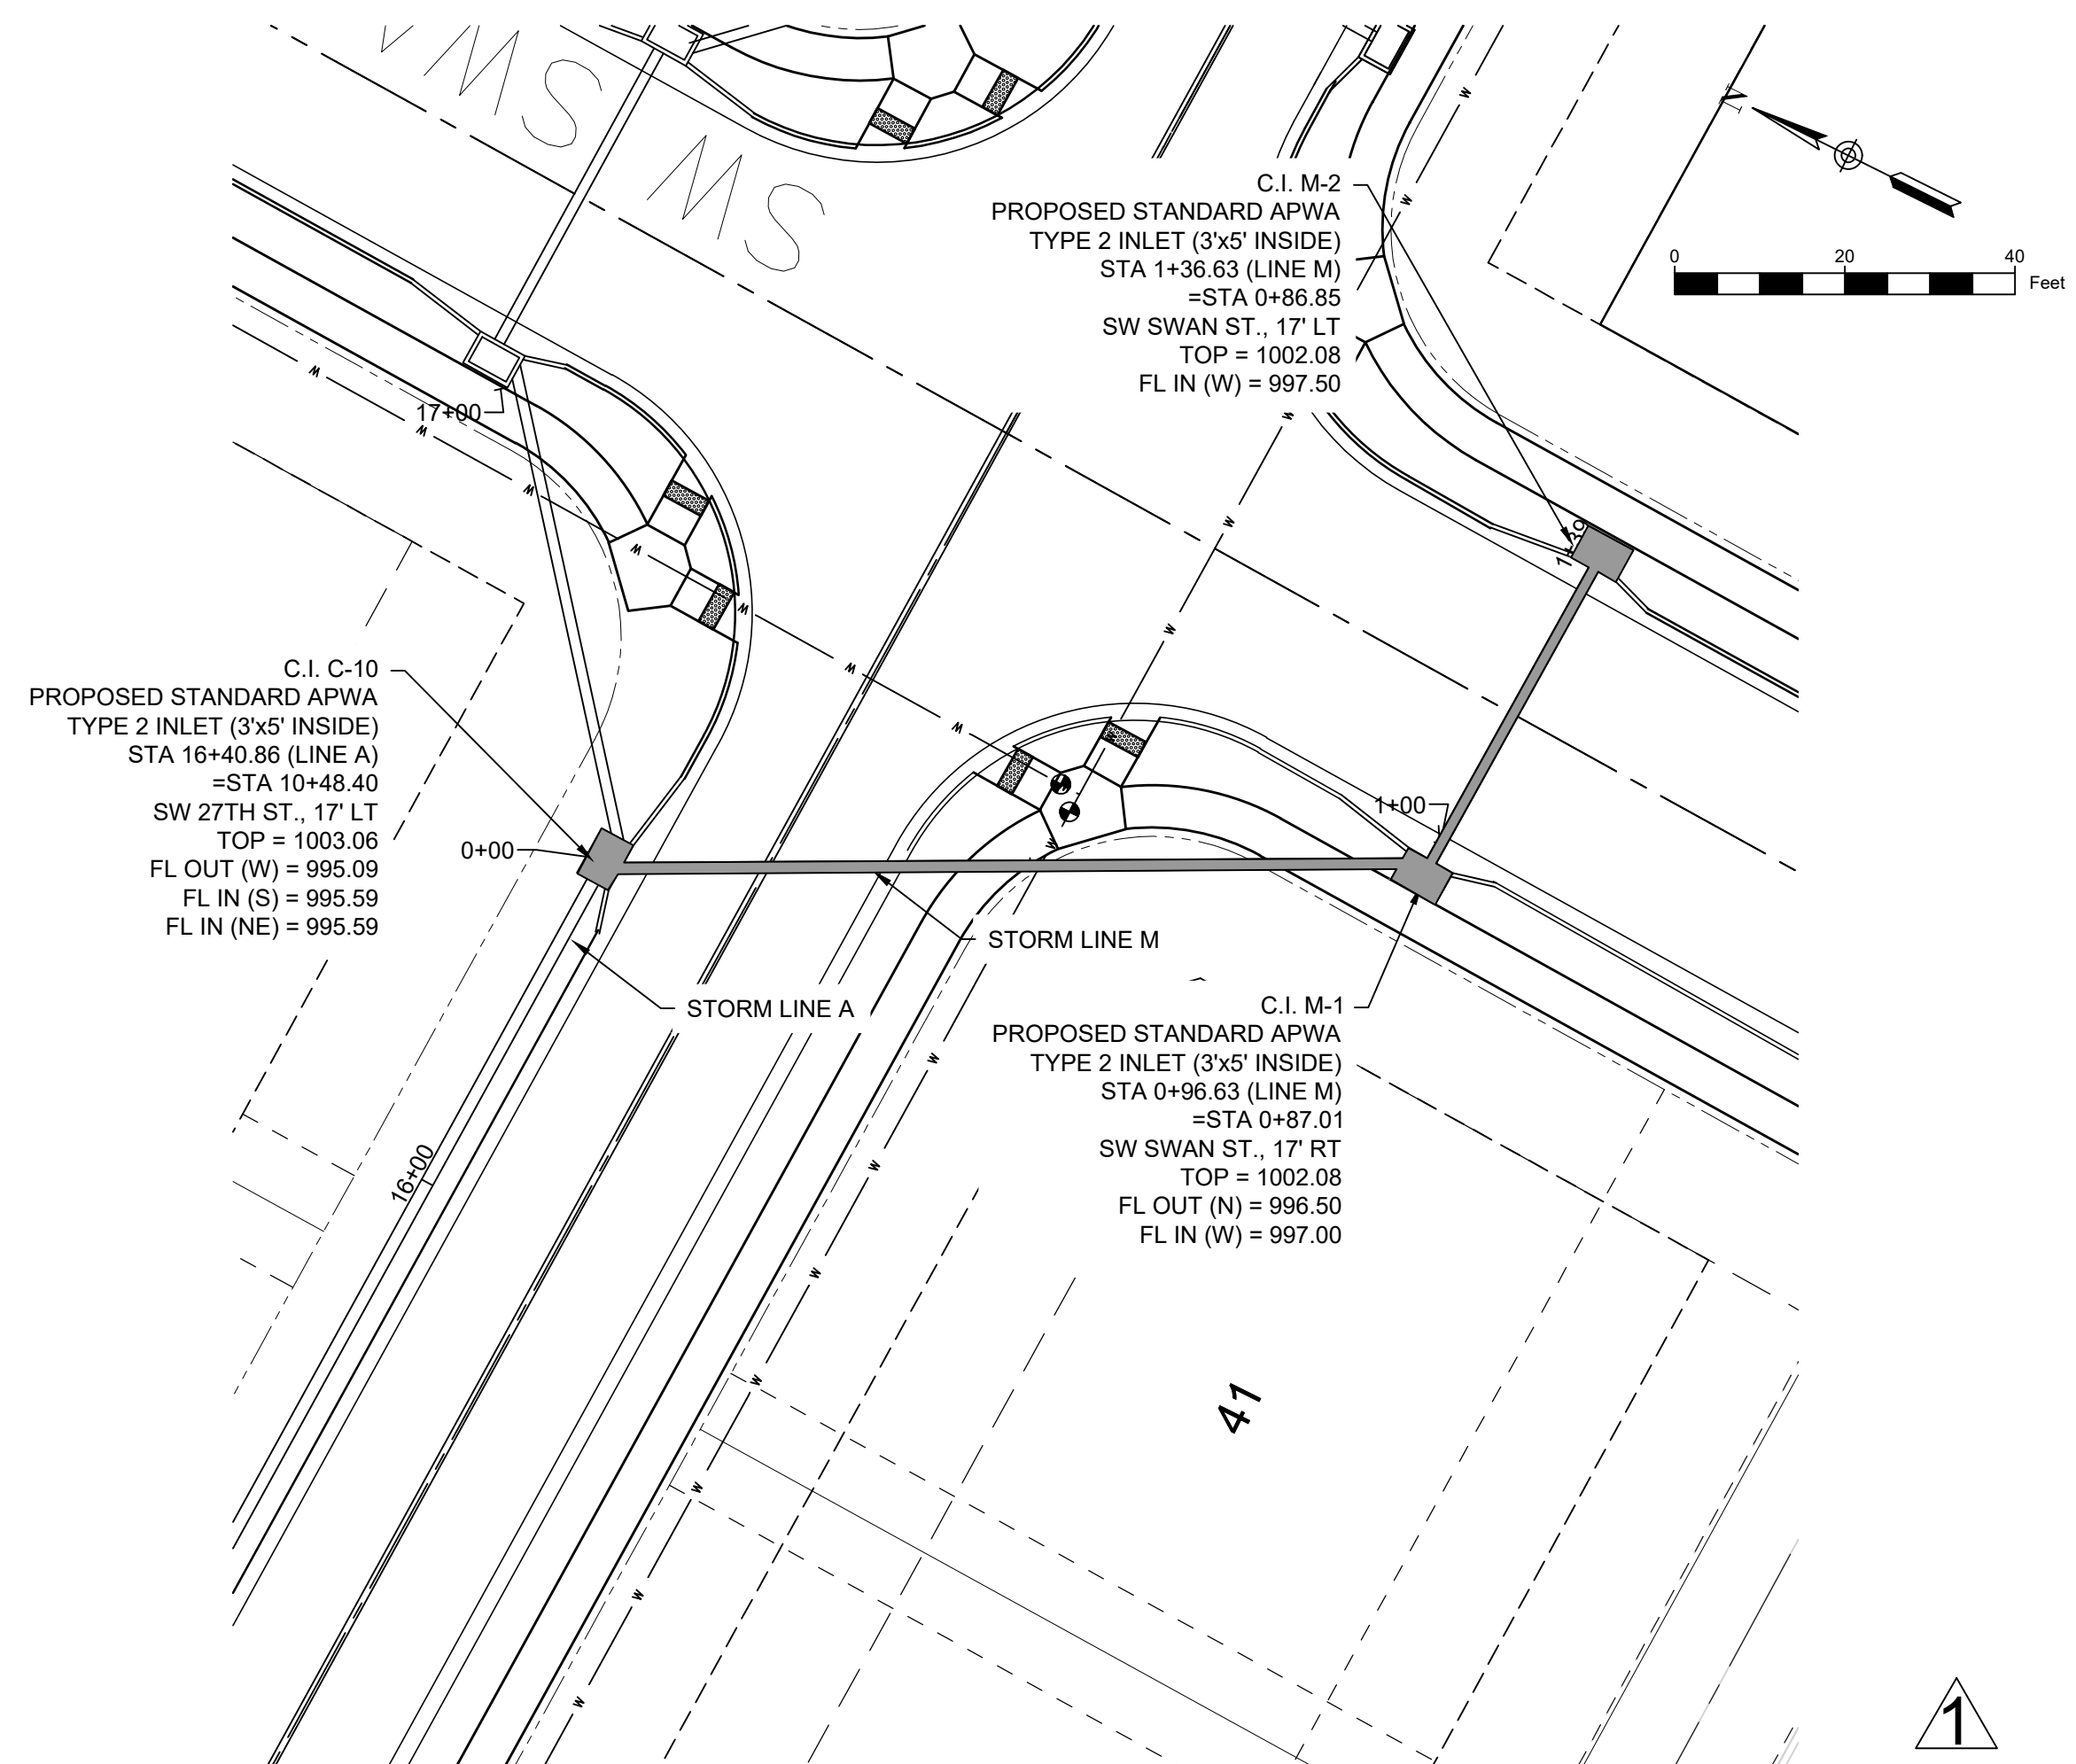 SW
SW
SW
N
0 20 40
Feet
C.I. M-2
PROPOSED STANDARD APWA
TYPE 2 INLET (3'x5' INSIDE)
STA 1+36.63 (LINE M)
=STA 0+86.85
SW SWAN ST., 17' LT
TOP = 1002.08
FL IN (W) = 997.50
17+00
C.I. C-10
PROPOSED STANDARD APWA
TYPE 2 INLET (3'x5' INSIDE)
STA 16+40.86 (LINE A)
=STA 10+48.40
SW 27TH ST., 17' LT
TOP = 1003.06
FL OUT (W) = 995.09
FL IN (S) = 995.59
FL IN (NE) = 995.59
0+00
1+00
STORM LINE M
STORM LINE A
C.I. M-1
PROPOSED STANDARD APWA
TYPE 2 INLET (3'x5' INSIDE)
STA 0+96.63 (LINE M)
=STA 0+87.01
SW SWAN ST., 17' RT
TOP = 1002.08
FL OUT (N) = 996.50
FL IN (W) = 997.00
16+00
41
1